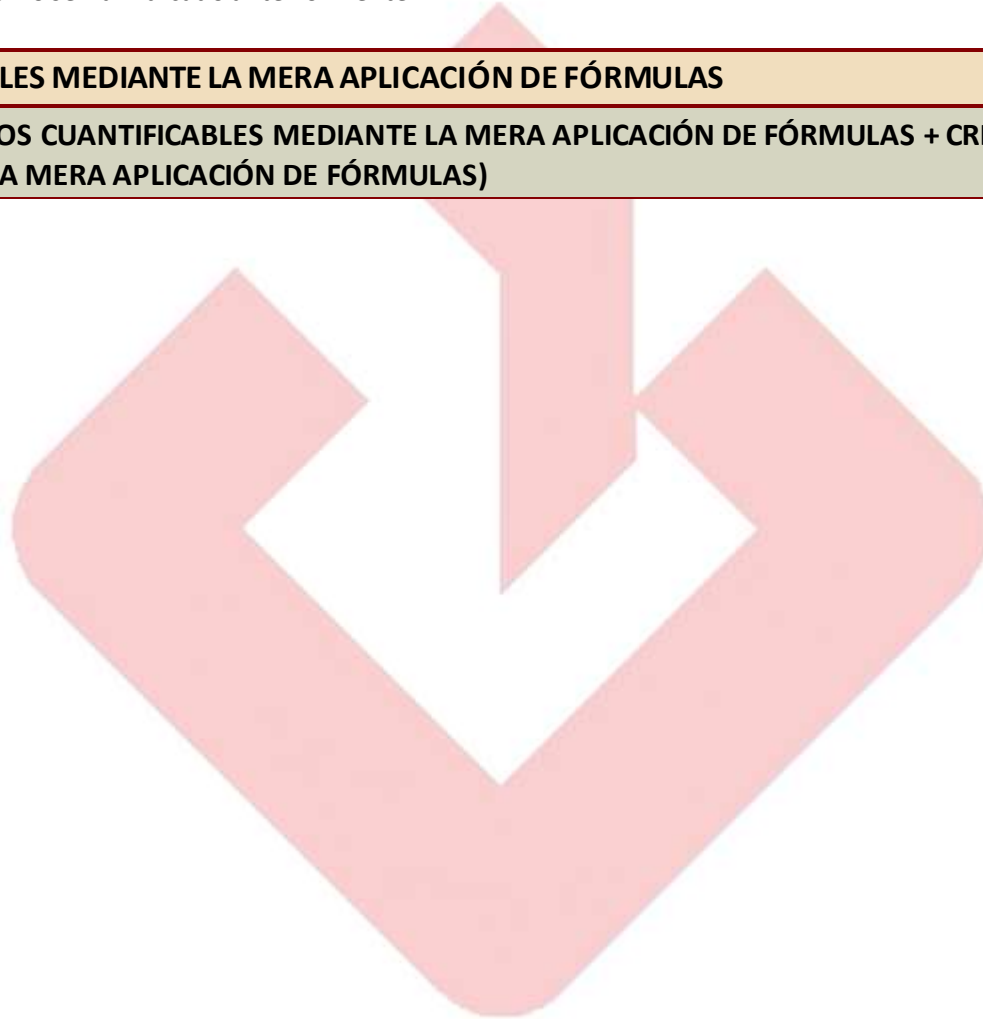 LES MEDIANTE LA MERA APLICACIÓN DE FÓRMULAS
OS CUANTIFICABLES MEDIANTE LA MERA APLICACIÓN DE FÓRMULAS + CRI
A MERA APLICACIÓN DE FÓRMULAS)